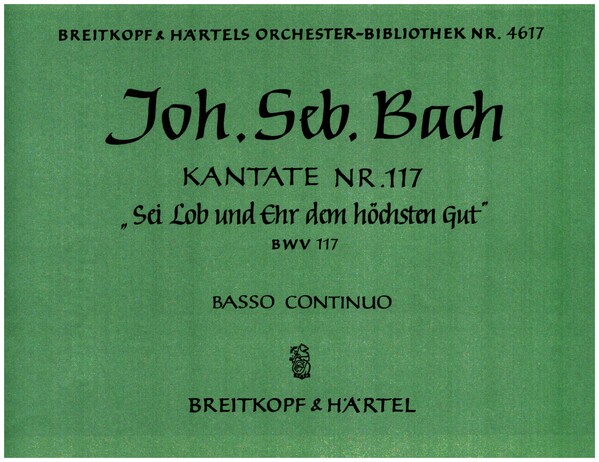 BREITKOPF & HÄRTELS ORCHESTER-BIBLIOTHEK NR. 4617
Joh. Seb. Bach
KANTATE NR. 117
„Sei Lob und Ehr dem höchsten Gut"
BWV 117
BASSO CONTINUO
BREITKOPF & HÄRTEL